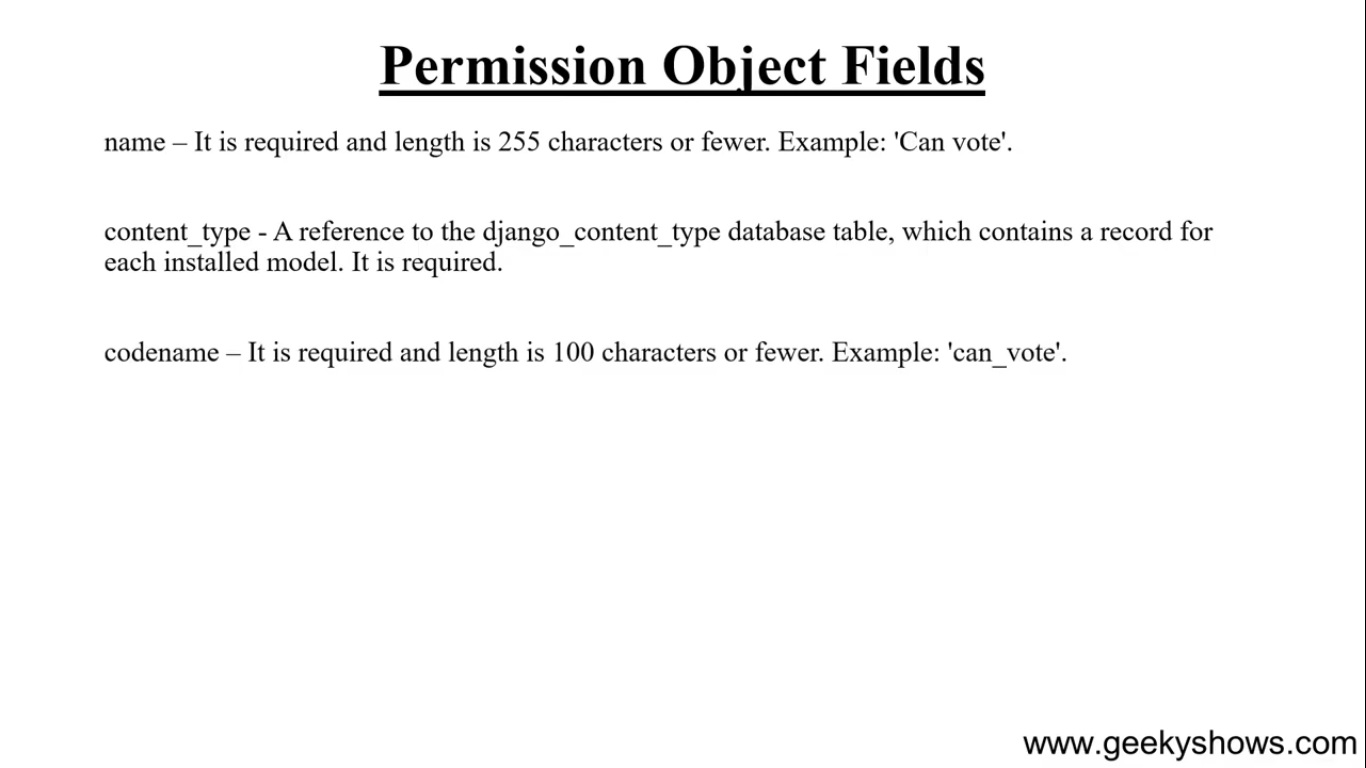 Permission Object Fields
name – It is required and length is 255 characters or fewer. Example: 'Can vote'.
content_type - A reference to the django_content_type database table, which contains a record for
each installed model. It is required.
codename – It is required and length is 100 characters or fewer. Example: 'can_vote'.
www.geekyshows.com